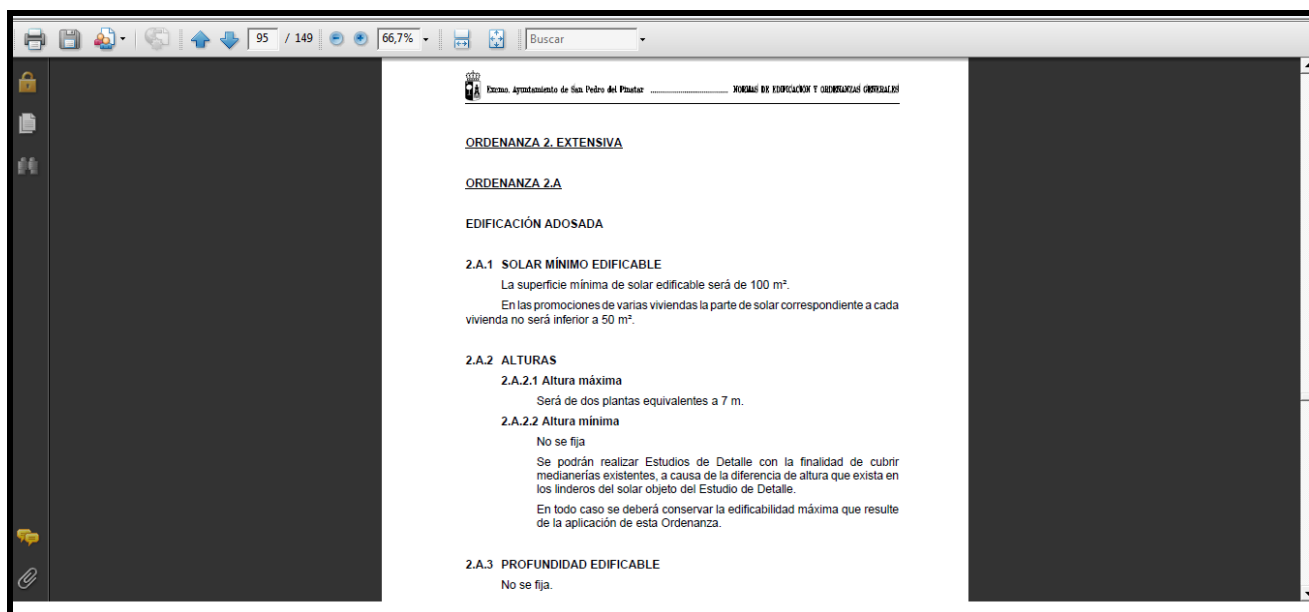 95 / 149
66,7%
Buscar
Excmo. Ayuntamiento de San Pedro del Pinatar ................................ NORMAS DE EDIFICACIÓN Y ORDENANZAS GENERALES
ORDENANZA 2. EXTENSIVA
ORDENANZA 2.A
EDIFICACIÓN ADOSADA
2.A.1 SOLAR MÍNIMO EDIFICABLE
La superficie mínima de solar edificable será de 100 m².
En las promociones de varias viviendas la parte de solar correspondiente a cada
vivienda no será inferior a 50 m².
2.A.2 ALTURAS
2.A.2.1 Altura máxima
Será de dos plantas equivalentes a 7 m.
2.A.2.2 Altura mínima
No se fija
Se podrán realizar Estudios de Detalle con la finalidad de cubrir
medianerías existentes, a causa de la diferencia de altura que exista en
los linderos del solar objeto del Estudio de Detalle.
En todo caso se deberá conservar la edificabilidad máxima que resulte
de la aplicación de esta Ordenanza.
2.A.3 PROFUNDIDAD EDIFICABLE
No se fija.